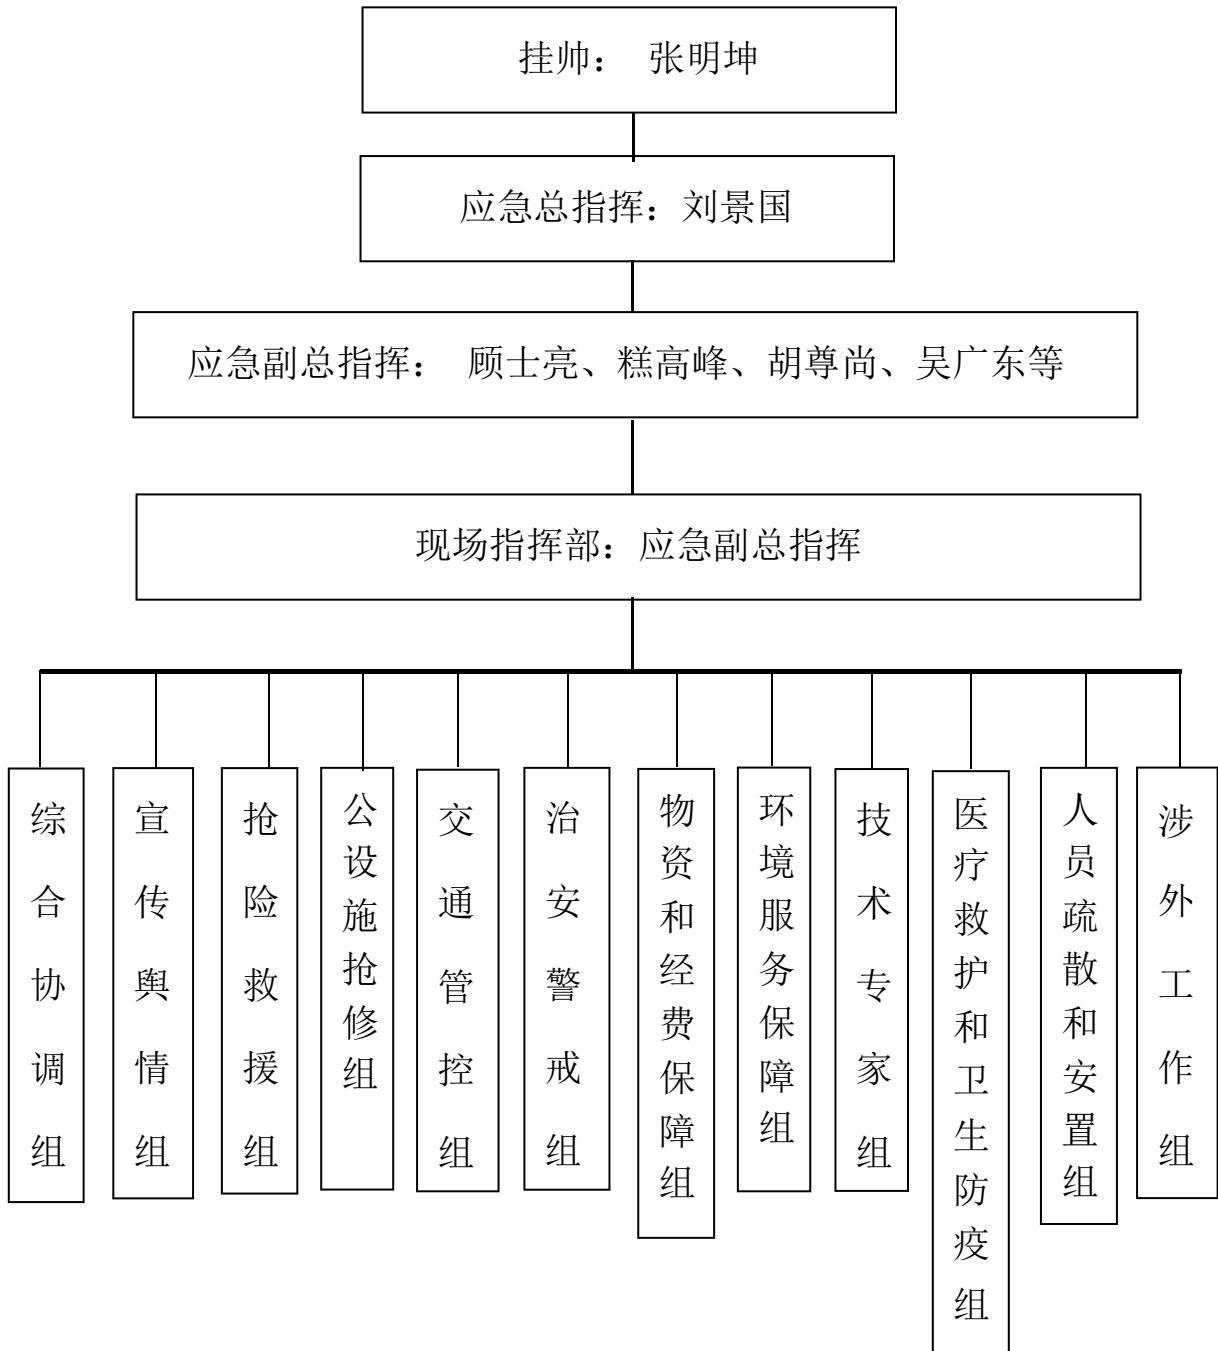 挂帅： 张明坤
应急总指挥：刘景国
应急副总指挥： 顾士亮、糕高峰、胡尊尚、吴广东等
现场指挥部：应急副总指挥
综合协调组
宣传舆情组
抢险救援组
公设施抢修组
交通管控组
治安警戒组
物资和经费保障组
环境服务保障组
技术专家组
医疗救护和卫生防疫组
人员疏散和安置组
涉外工作组